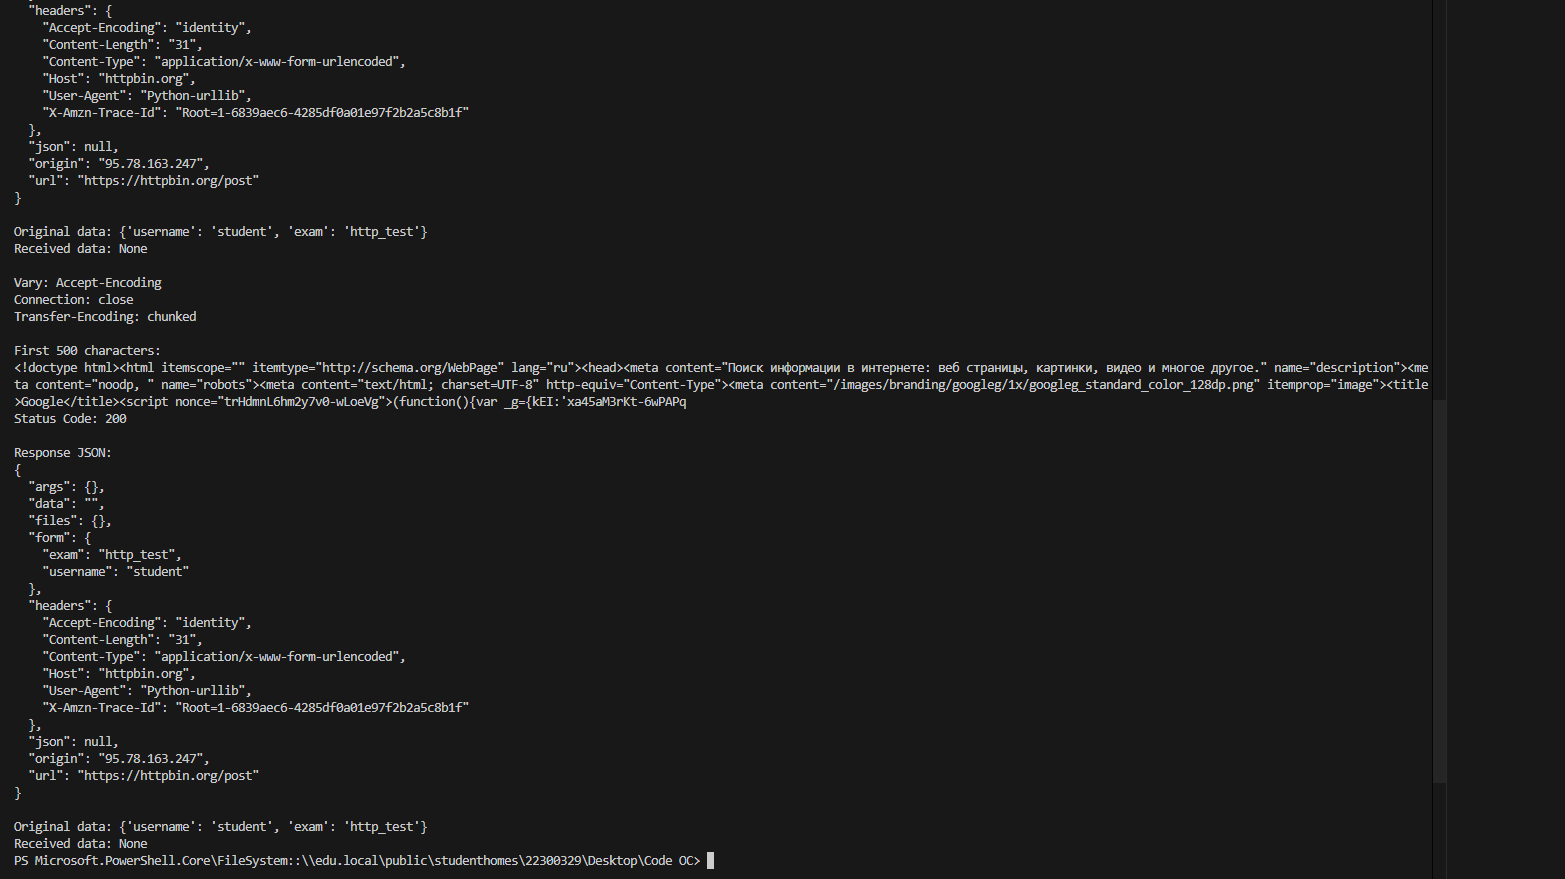 "headers": {
"Accept-Encoding": "identity",
"Content-Length": "31",
"Content-Type": "application/x-www-form-urlencoded",
"Host": "httpbin.org",
"User-Agent": "Python-urllib",
"X-Amzn-Trace-Id": "Root=1-6839aec6-4285df0a01e97f2b2a5c8b1f"
},
"json": null,
"origin": "95.78.163.247",
"url": "https://httpbin.org/post"
}
Original data: {'username': 'student', 'exam': 'http_test'}
Received data: None
Vary: Accept-Encoding
Connection: close
Transfer-Encoding: chunked
First 500 characters:
<!doctype html><html itemscope="" itemtype="http://schema.org/WebPage" lang="ru"><head><meta content="Поиск информации в интернете: веб страницы, картинки, видео и многое другое." name="description"><me
ta content="noodp, " name="robots"><meta content="text/html; charset=UTF-8" http-equiv="Content-Type"><meta content="/images/branding/googleg/1x/googleg_standard_color_128dp.png" itemprop="image"><title
>Google</title><script nonce="trHdmnL6hm2y7v0-wLoeVg">(function(){var _g={kEI:'xa45aM3rKt-6wPAPq
Status Code: 200
Response JSON:
{
"args": {},
"data": "",
"files": {},
"form": {
"exam": "http_test",
"username": "student"
},
"headers": {
"Accept-Encoding": "identity",
"Content-Length": "31",
"Content-Type": "application/x-www-form-urlencoded",
"Host": "httpbin.org",
"User-Agent": "Python-urllib",
"X-Amzn-Trace-Id": "Root=1-6839aec6-4285df0a01e97f2b2a5c8b1f"
},
"json": null,
"origin": "95.78.163.247",
"url": "https://httpbin.org/post"
}
Original data: {'username': 'student', 'exam': 'http_test'}
Received data: None
PS Microsoft.PowerShell.Core\FileSystem::\\edu.local\public\studenthomes\22300329\Desktop\Code OC>